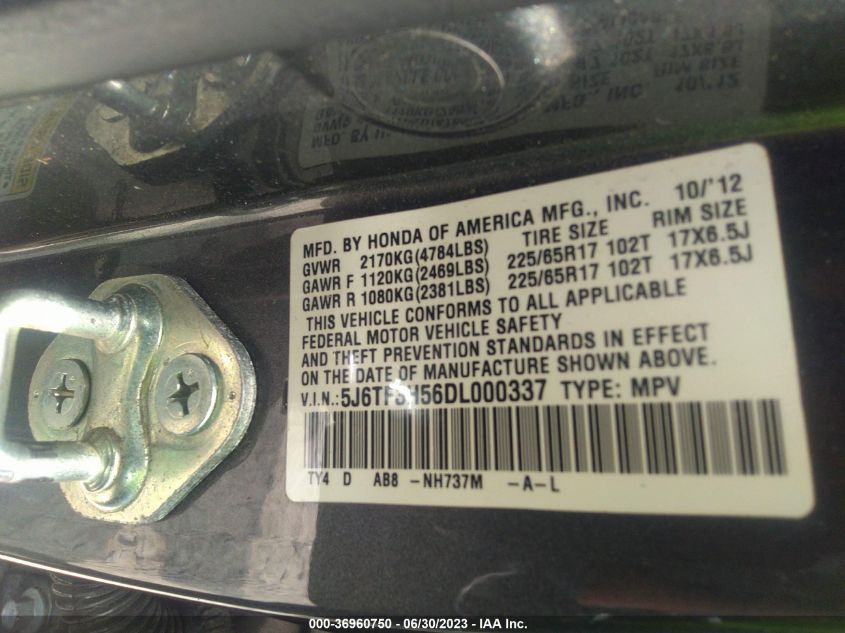 MFD. BY HONDA OF AMERICA MFG., INC. 10/'12
GVWR 2170KG(4784LBS) TIRE SIZE RIM SIZE
GAWR F 1120KG(2469LBS) 225/65R17 102T 17X6.5J
GAWR R 1080KG(2381LBS) 225/65R17 102T 17X6.5J
THIS VEHICLE CONFORMS TO ALL APPLICABLE
FEDERAL MOTOR VEHICLE SAFETY
AND THEFT PREVENTION STANDARDS IN EFFECT
ON THE DATE OF MANUFACTURE SHOWN ABOVE.
V.I.N.: TYPE: MPV
TY4 D AB8 -NH737M -A-L
000-36960750 - 06/30/2023 - IAA Inc.